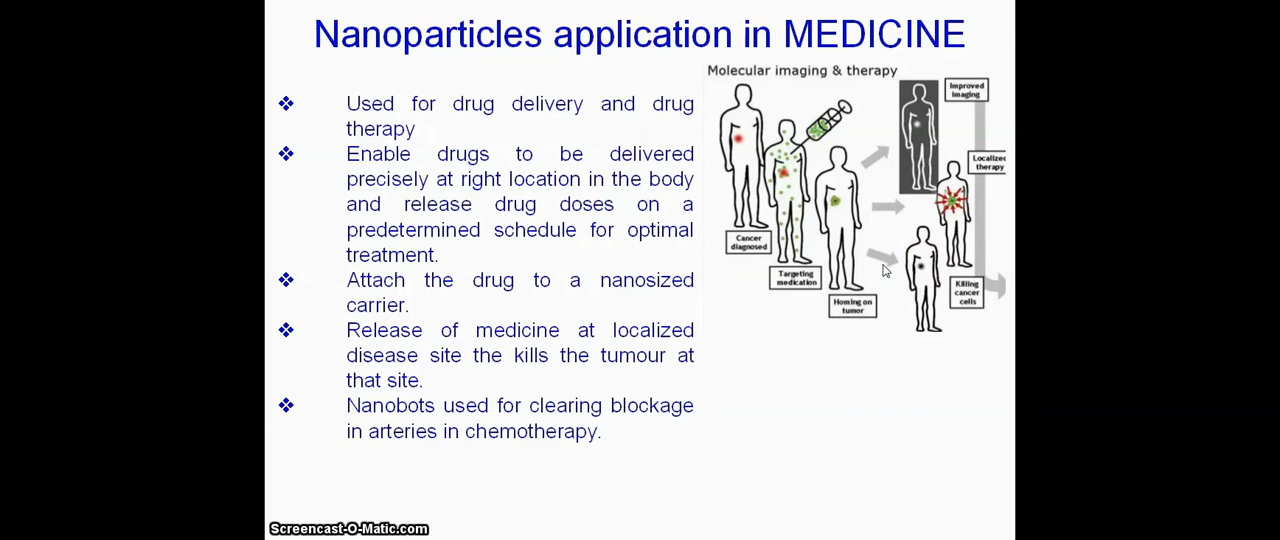 Nanoparticles application in MEDICINE
Used for drug delivery and drug
therapy
Enable drugs to be delivered
precisely at right location in the body
and release drug doses on a
predetermined schedule for optimal
treatment.
Attach the drug to a nanosized
carrier.
Release of medicine at localized
disease site the kills the tumour at
that site.
Nanobots used for clearing blockage
in arteries in chemotherapy.
Molecular imaging & therapy
Improved
Imaging
Localized
therapy
Cancer
diagnosed
Targeting
medication
Homing on
tumor
Killing
cancer
cells
Screencast-O-Matic.com